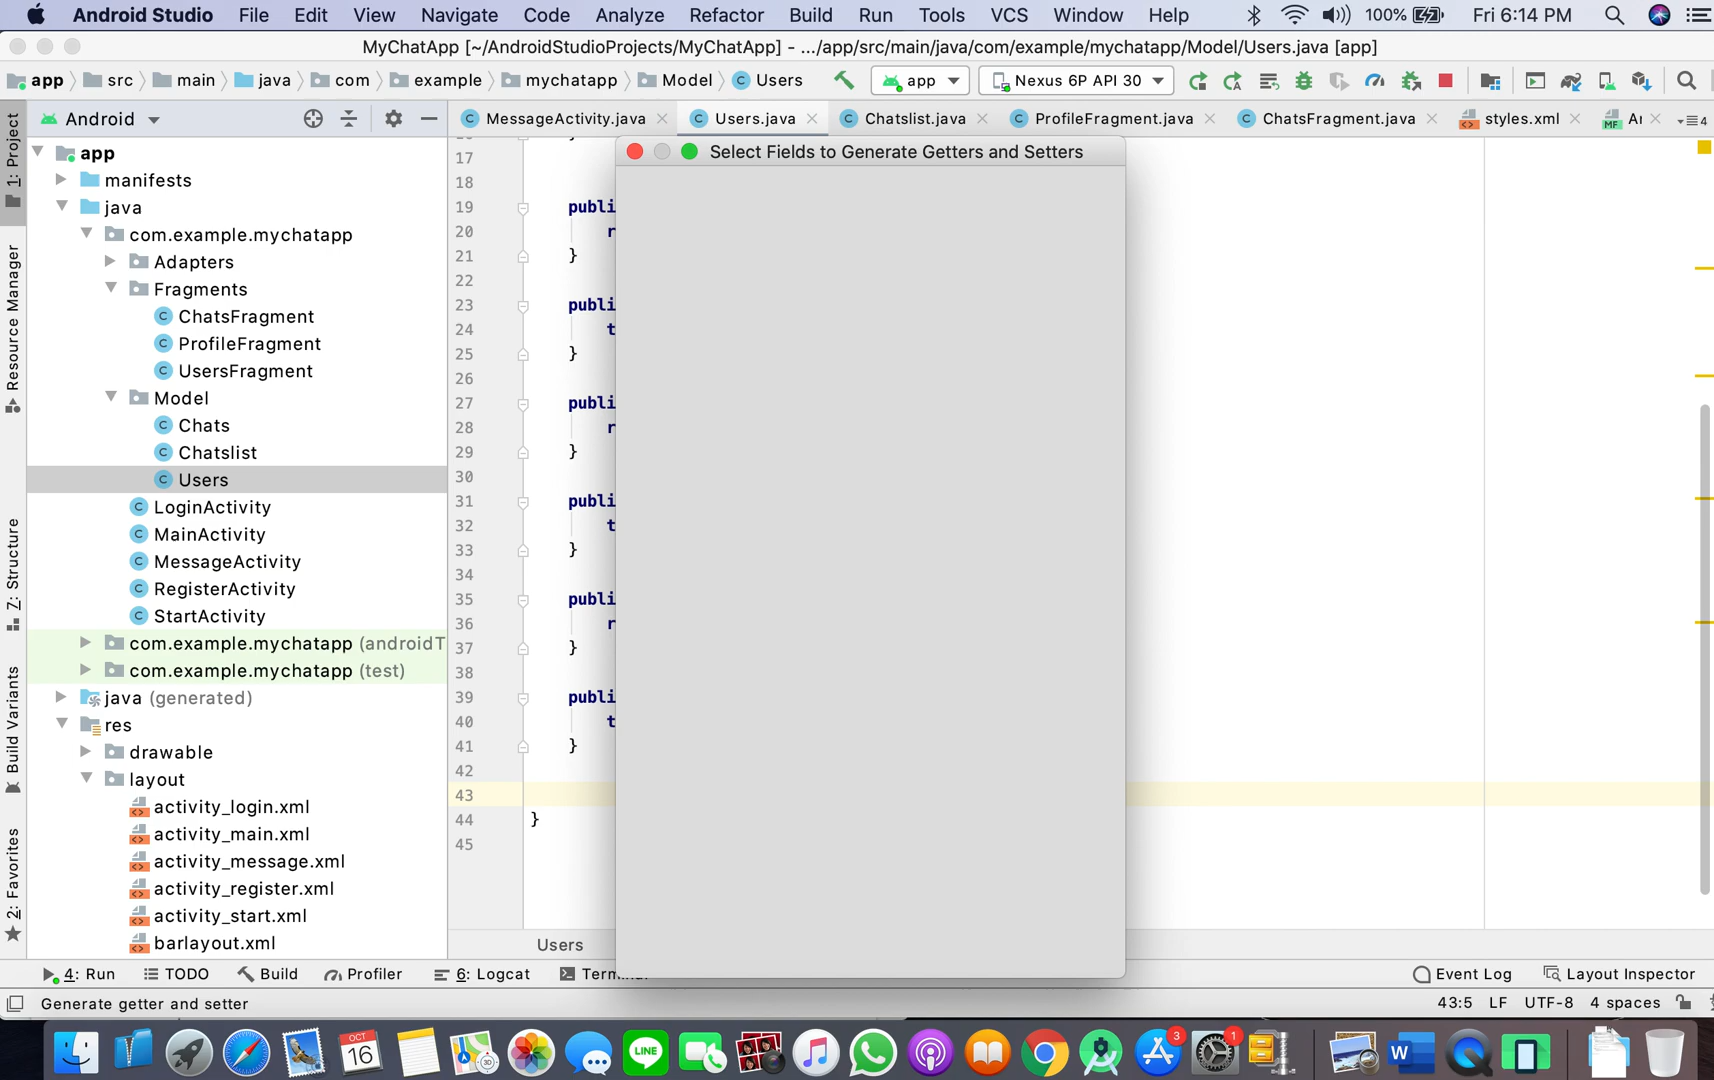 Android Studio File Edit View Navigate Code Analyze Refactor Build Run Tools VCS Window Help 100% Fri 6:14 PM
MyChatApp [~/AndroidStudioProjects/MyChatApp] - .../app/src/main/java/com/example/mychatapp/Model/Users.java [app]
app src main java com example mychatapp Model Users app Nexus 6P API 30
Android MessageActivity.java Users.java Chatslist.java ProfileFragment.java ChatsFragment.java styles.xml 4
Select Fields to Generate Getters and Setters
1: Project
Resource Manager
7: Structure
Build Variants
2: Favorites
app
manifests
java
com.example.mychatapp
Adapters
Fragments
ChatsFragment
ProfileFragment
UsersFragment
Model
Chats
Chatslist
Users
LoginActivity
MainActivity
MessageActivity
RegisterActivity
StartActivity
com.example.mychatapp (androidT
com.example.mychatapp (test)
java (generated)
res
drawable
layout
activity_login.xml
activity_main.xml
activity_message.xml
activity_register.xml
activity_start.xml
barlayout.xml
17
18
19 publi
20 r
21 }
22
23 publi
24 t
25 }
26
27 publi
28 r
29 }
30
31 publi
32 t
33 }
34
35 publi
36 r
37 }
38
39 publi
40 t
41 }
42
43
44 }
45
Users
4: Run TODO Build Profiler 6: Logcat Event Log Layout Inspector
Generate getter and setter 43:5 LF UTF-8 4 spaces
OCT
16
LINE
3
1
W